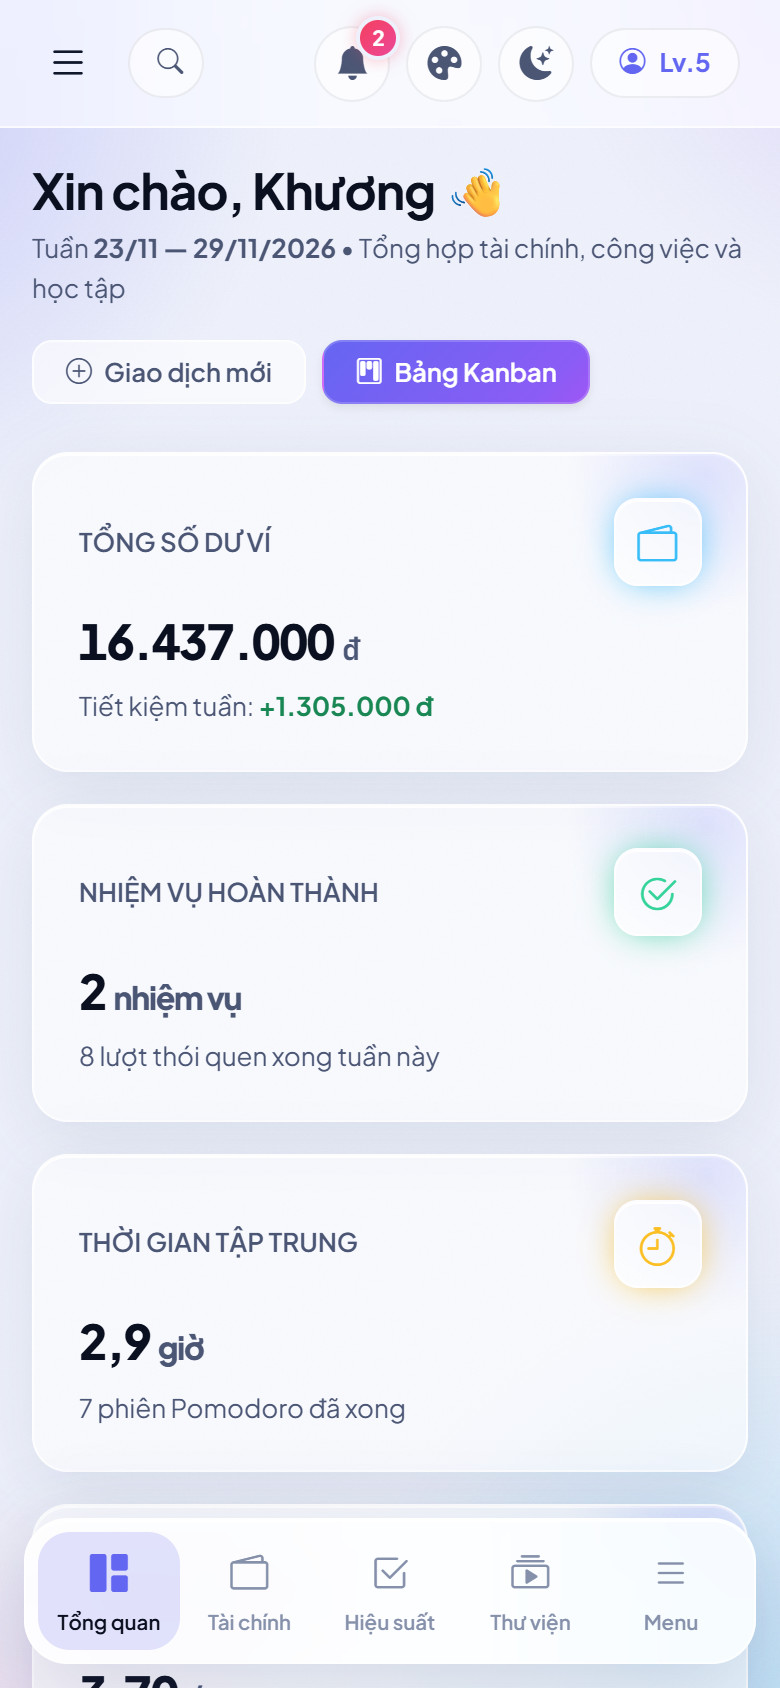 2
Lv.5
Xin chào, Khương 👋
Tuần 23/11 — 29/11/2026 • Tổng hợp tài chính, công việc và
học tập
Giao dịch mới
Bảng Kanban
TỔNG SỐ DƯ VÍ
16.437.000 đ
Tiết kiệm tuần: +1.305.000 đ
NHIỆM VỤ HOÀN THÀNH
2 nhiệm vụ
8 lượt thói quen xong tuần này
THỜI GIAN TẬP TRUNG
2,9 giờ
7 phiên Pomodoro đã xong
Tổng quan
Tài chính
Hiệu suất
Thư viện
Menu